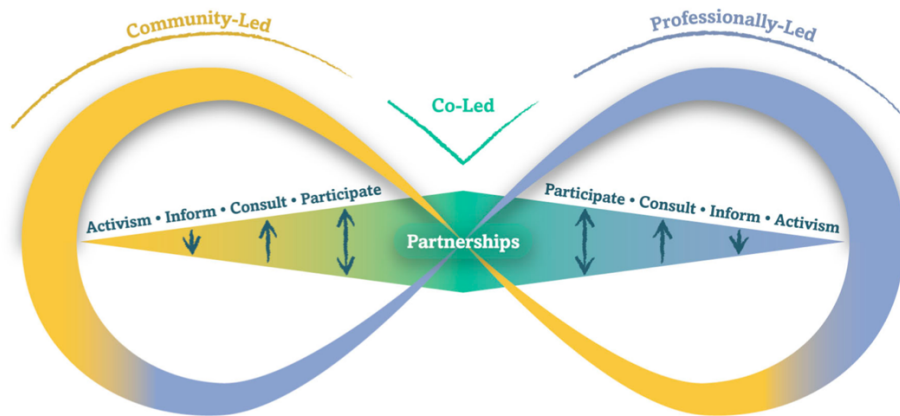 Community-Led
Professionally-Led
Co-Led
Activism • Inform • Consult • Participate
Participate • Consult • Inform • Activism
Partnerships